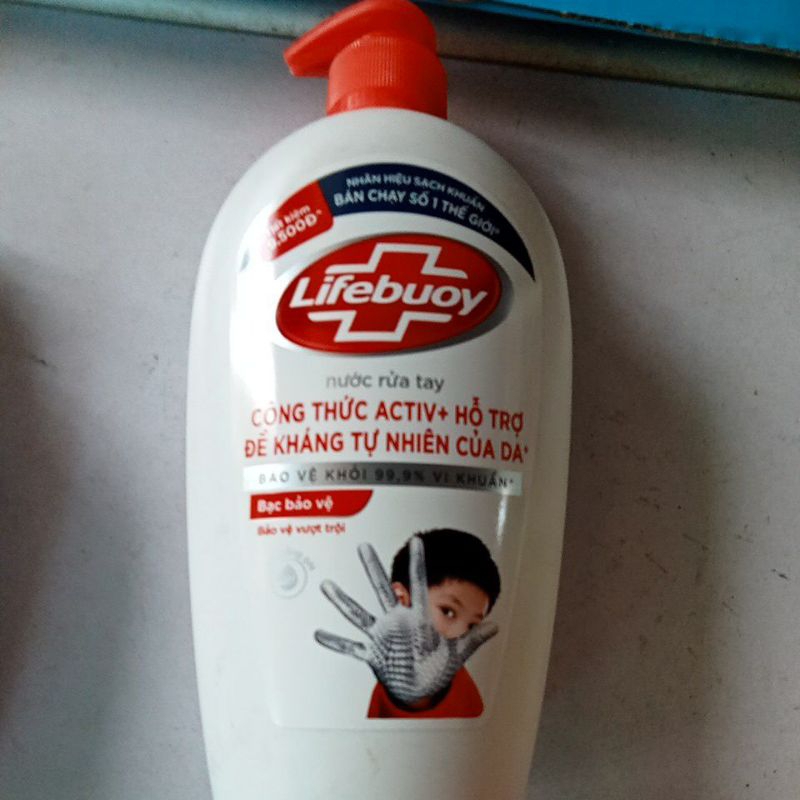 NHÃN HIỆU SẠCH KHUẨN
BÁN CHẠY SỐ 1 THẾ GIỚI*
kiệm
.500Đ*
Lifebuoy
nước rửa tay
CÔNG THỨC ACTIV+ HỖ TRỢ
ĐỀ KHÁNG TỰ NHIÊN CỦA DA*
BẢO VỆ KHỎI 99.9% VI KHUẨN*
Bạc bảo vệ
Bảo vệ vượt trội